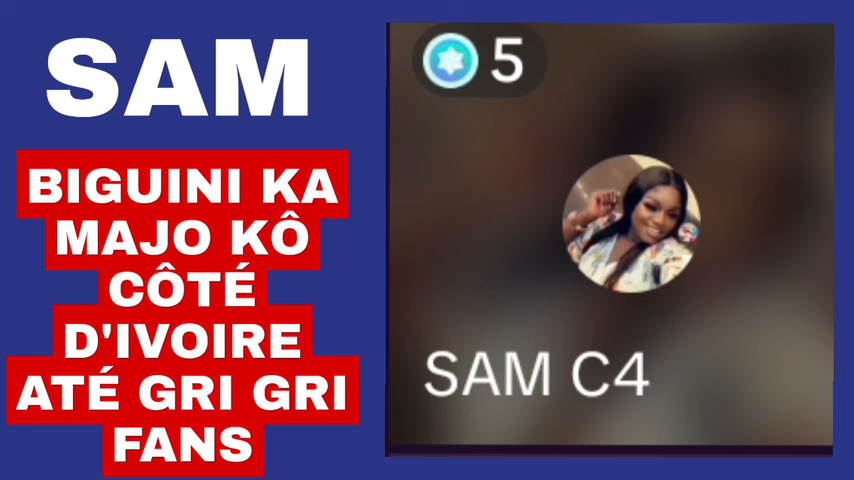 SAM
BIGUINI KA
MAJO KÔ
CÔTÉ
D'IVOIRE
ATÉ GRI GRI
FANS
5
SAM C4